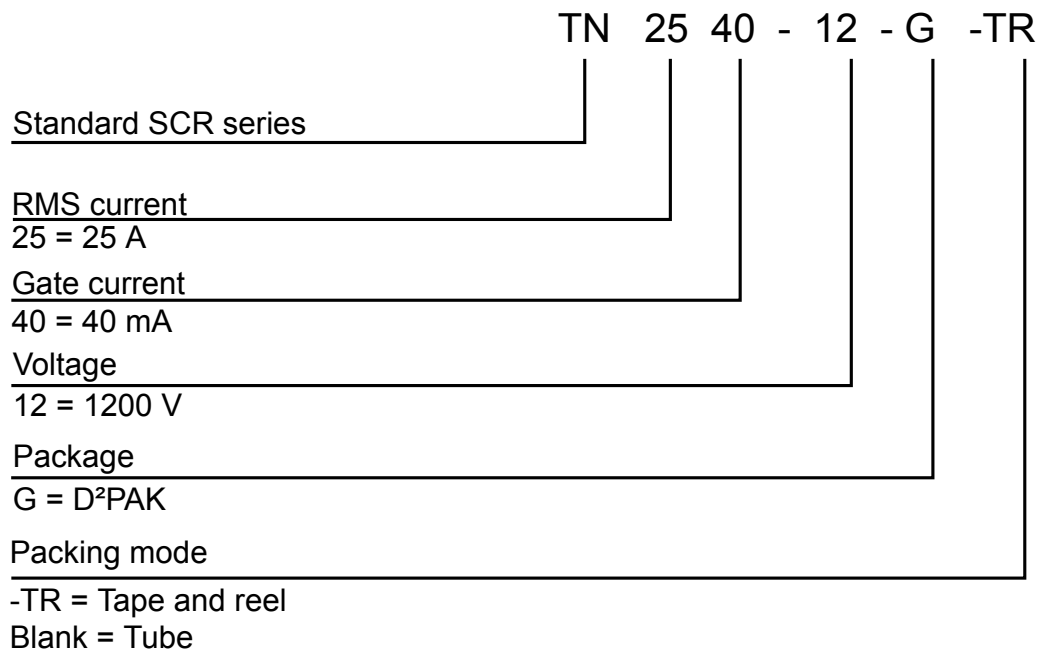 TN 25 40 - 12 - G -TR
Standard SCR series
RMS current
25 = 25 A
Gate current
40 = 40 mA
Voltage
12 = 1200 V
Package
G = D²PAK
Packing mode
-TR = Tape and reel
Blank = Tube